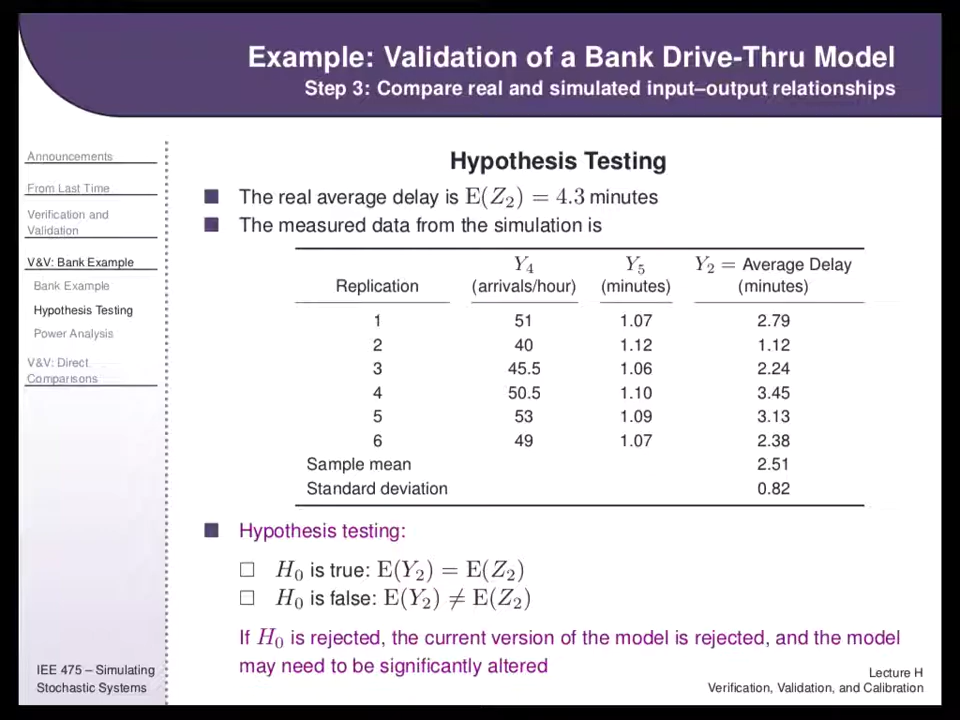 Example: Validation of a Bank Drive-Thru Model
Step 3: Compare real and simulated input–output relationships
Announcements
From Last Time
Verification and
Validation
V&V: Bank Example
Bank Example
Hypothesis Testing
Power Analysis
V&V: Direct
Comparisons
Hypothesis Testing
The real average delay is E(Z₂) = 4.3 minutes
The measured data from the simulation is
Y₄ Y₅ Y₂ = Average Delay
Replication (arrivals/hour) (minutes) (minutes)
1 51 1.07 2.79
2 40 1.12 1.12
3 45.5 1.06 2.24
4 50.5 1.10 3.45
5 53 1.09 3.13
6 49 1.07 2.38
Sample mean 2.51
Standard deviation 0.82
Hypothesis testing:
H₀ is true: E(Y₂) = E(Z₂)
H₀ is false: E(Y₂) ≠ E(Z₂)
If H₀ is rejected, the current version of the model is rejected, and the model
may need to be significantly altered
IEE 475 – Simulating
Stochastic Systems
Lecture H
Verification, Validation, and Calibration